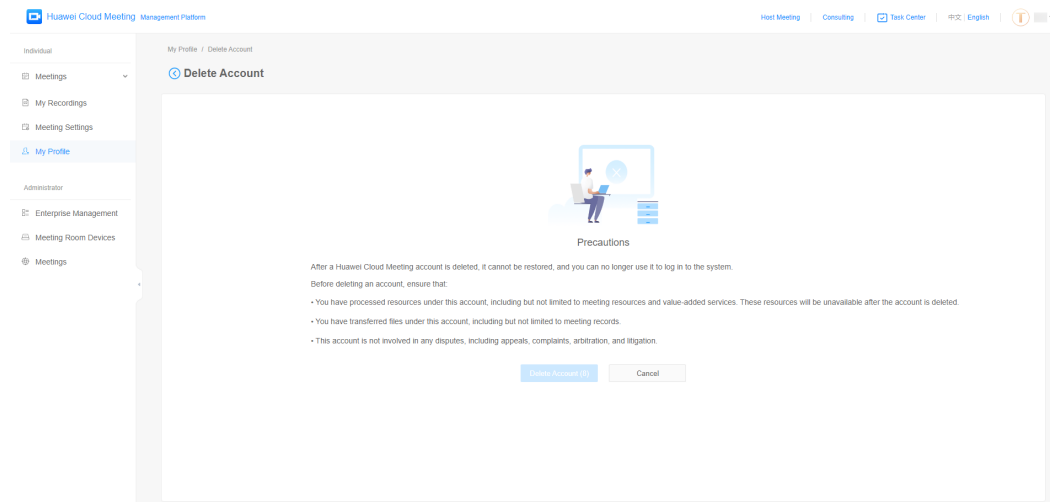 Huawei Cloud Meeting Management Platform
Host Meeting Consulting Task Center 中文 English
Individual
Meetings
My Recordings
Meeting Settings
My Profile
Administrator
Enterprise Management
Meeting Room Devices
Meetings
My Profile / Delete Account
Delete Account
Precautions
After a Huawei Cloud Meeting account is deleted, it cannot be restored, and you can no longer use it to log in to the system.
Before deleting an account, ensure that:
• You have processed resources under this account, including but not limited to meeting resources and value-added services. These resources will be unavailable after the account is deleted.
• You have transferred files under this account, including but not limited to meeting records.
• This account is not involved in any disputes, including appeals, complaints, arbitration, and litigation.
Delete Account Cancel